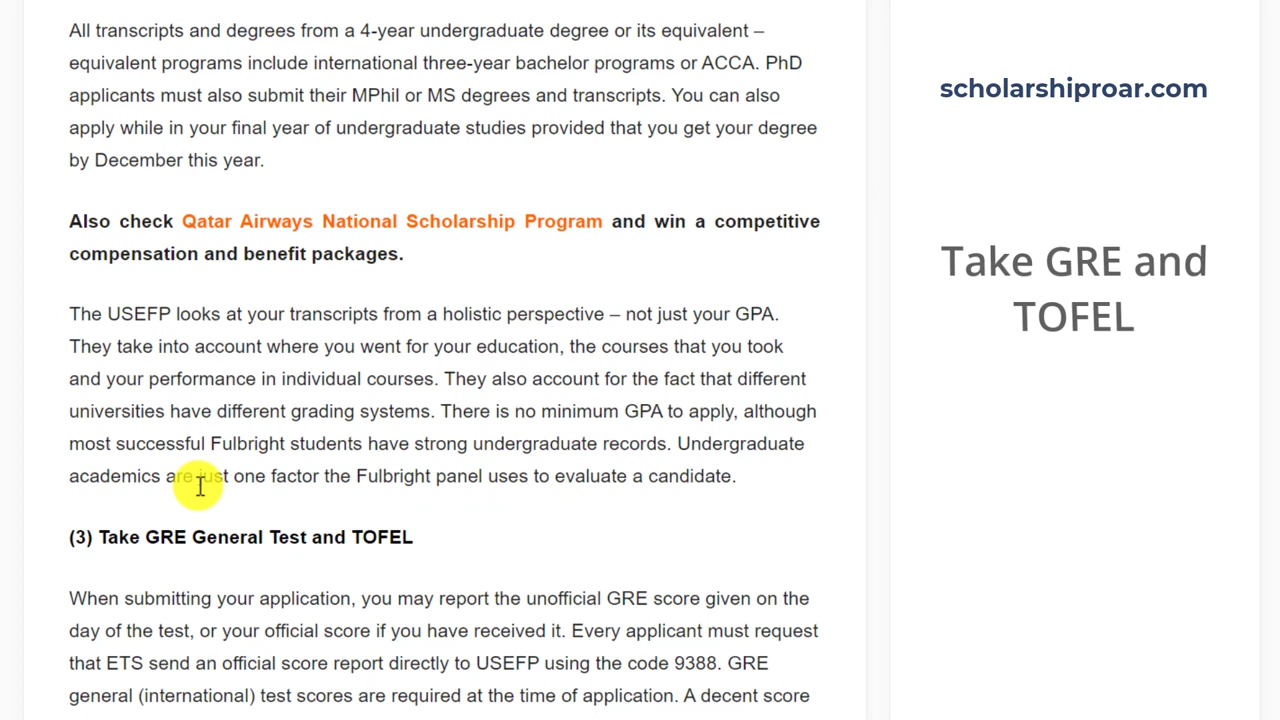 All transcripts and degrees from a 4-year undergraduate degree or its equivalent –
equivalent programs include international three-year bachelor programs or ACCA. PhD
applicants must also submit their MPhil or MS degrees and transcripts. You can also
apply while in your final year of undergraduate studies provided that you get your degree
by December this year.
Also check Qatar Airways National Scholarship Program and win a competitive
compensation and benefit packages.
The USEFP looks at your transcripts from a holistic perspective – not just your GPA.
They take into account where you went for your education, the courses that you took
and your performance in individual courses. They also account for the fact that different
universities have different grading systems. There is no minimum GPA to apply, although
most successful Fulbright students have strong undergraduate records. Undergraduate
academics are just one factor the Fulbright panel uses to evaluate a candidate.
(3) Take GRE General Test and TOFEL
When submitting your application, you may report the unofficial GRE score given on the
day of the test, or your official score if you have received it. Every applicant must request
that ETS send an official score report directly to USEFP using the code 9388. GRE
general (international) test scores are required at the time of application. A decent score
scholarshiproar.com
Take GRE and
TOFEL